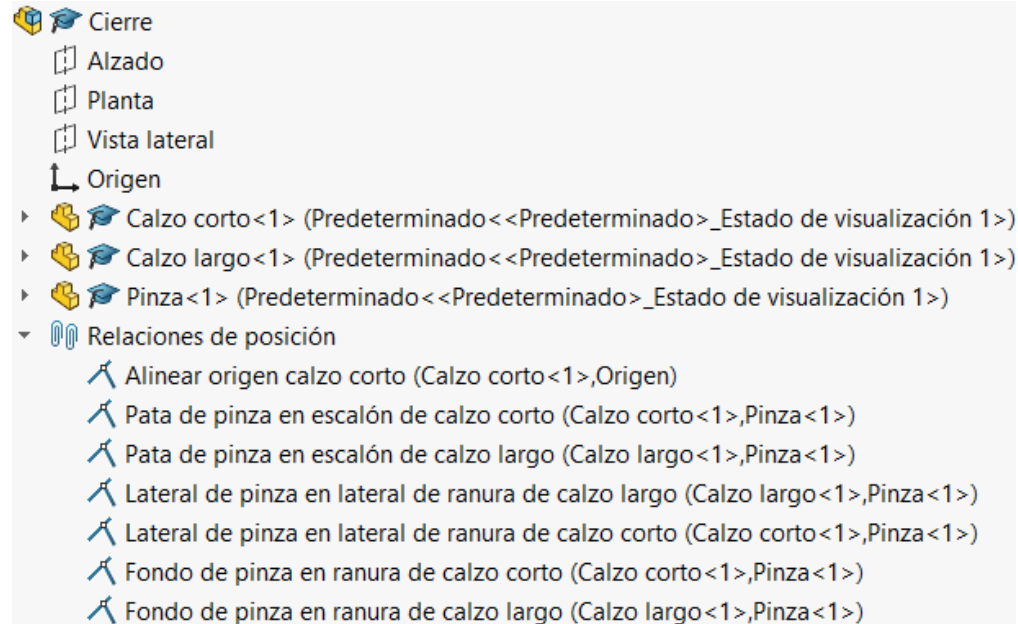 Cierre
Alzado
Planta
Vista lateral
Origen
Calzo corto<1> (Predeterminado<<Predeterminado>_Estado de visualización 1>)
Calzo largo<1> (Predeterminado<<Predeterminado>_Estado de visualización 1>)
Pinza<1> (Predeterminado<<Predeterminado>_Estado de visualización 1>)
Relaciones de posición
Alinear origen calzo corto (Calzo corto<1>,Origen)
Pata de pinza en escalón de calzo corto (Calzo corto<1>,Pinza<1>)
Pata de pinza en escalón de calzo largo (Calzo largo<1>,Pinza<1>)
Lateral de pinza en lateral de ranura de calzo largo (Calzo largo<1>,Pinza<1>)
Lateral de pinza en lateral de ranura de calzo corto (Calzo corto<1>,Pinza<1>)
Fondo de pinza en ranura de calzo corto (Calzo corto<1>,Pinza<1>)
Fondo de pinza en ranura de calzo largo (Calzo largo<1>,Pinza<1>)